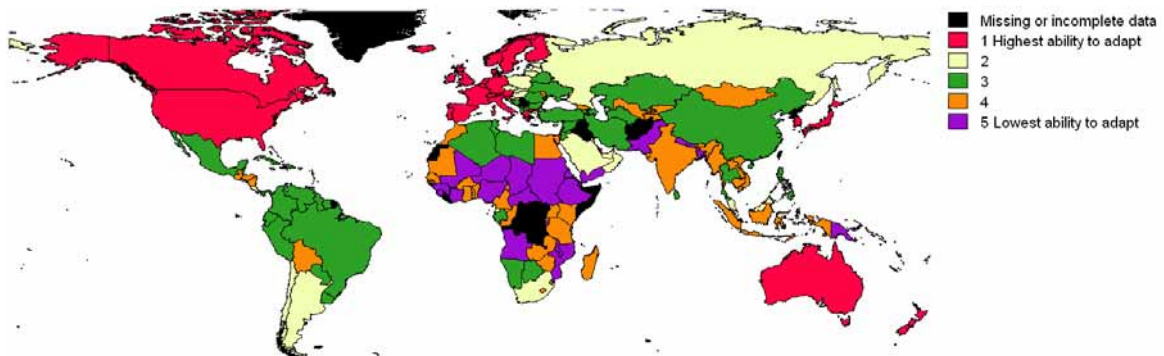 Missing or incomplete data
1 Highest ability to adapt
2
3
4
5 Lowest ability to adapt